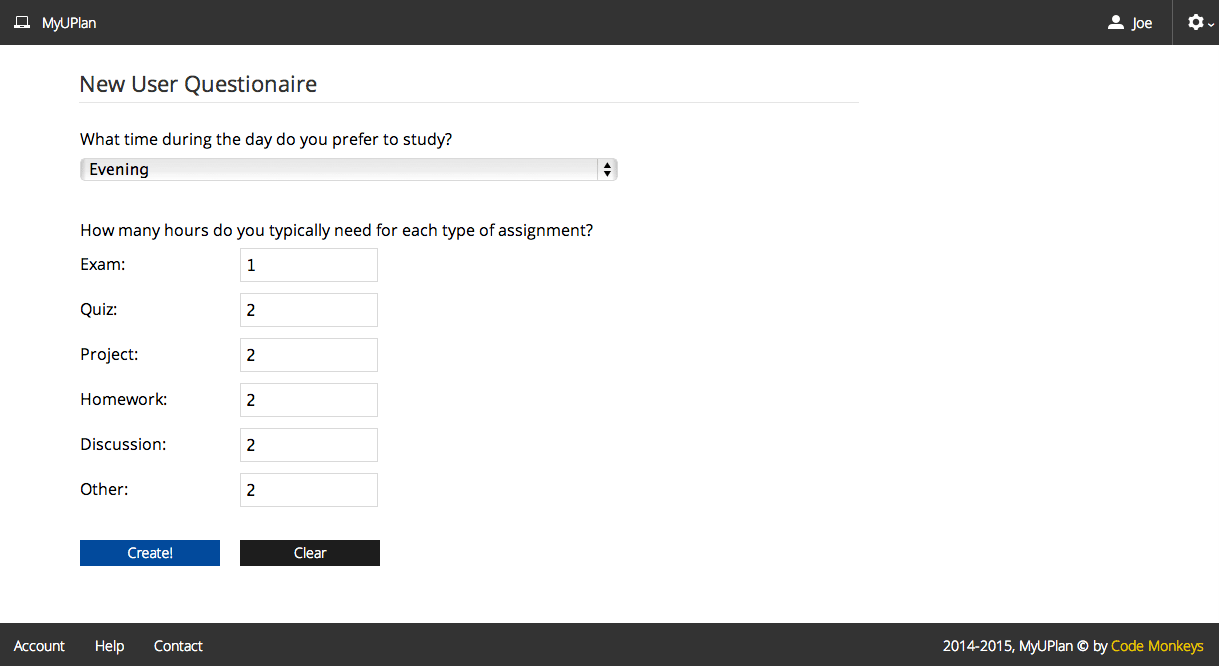 MyUPlan Joe
New User Questionaire
What time during the day do you prefer to study?
Evening
How many hours do you typically need for each type of assignment?
Exam: 1
Quiz: 2
Project: 2
Homework: 2
Discussion: 2
Other: 2
Create! Clear
Account Help Contact 2014-2015, MyUPlan © by Code Monkeys